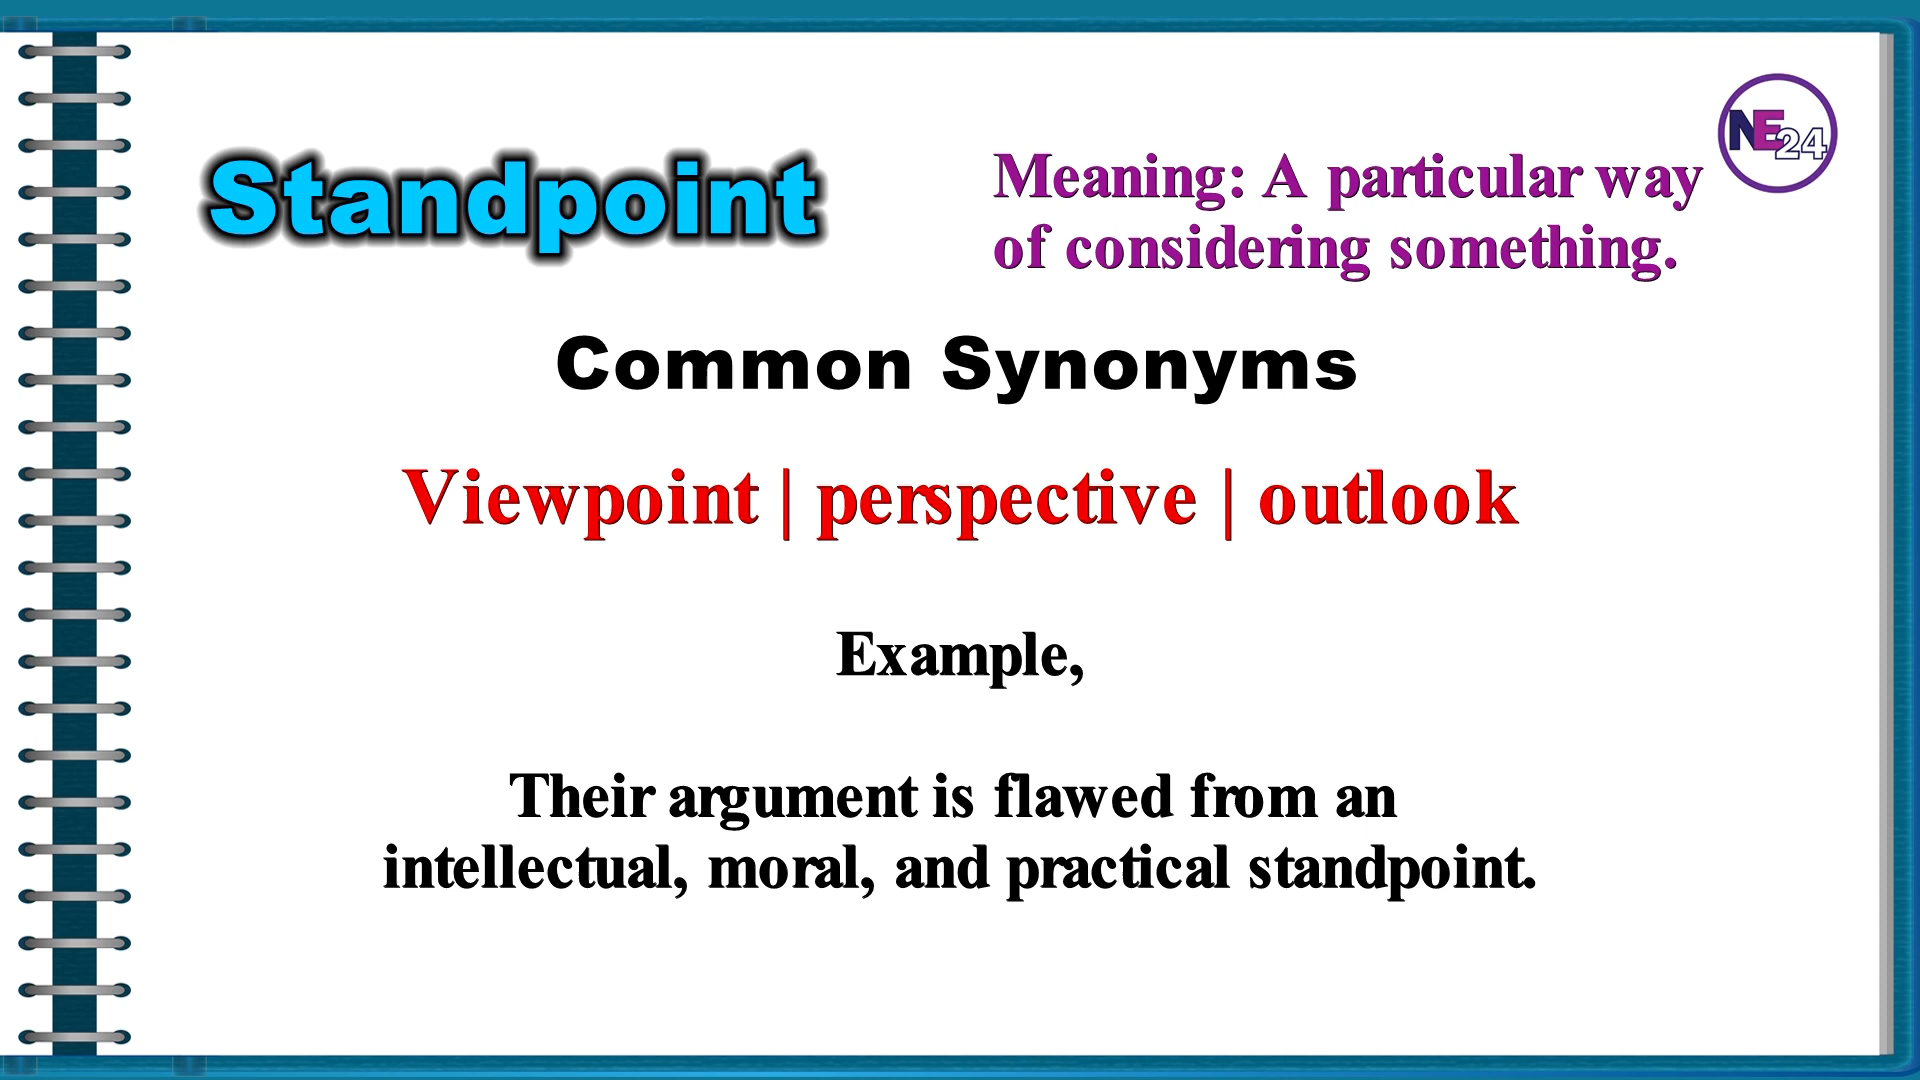 Standpoint
Meaning: A particular way
of considering something.
NE24
Common Synonyms
Viewpoint | perspective | outlook
Example,
Their argument is flawed from an
intellectual, moral, and practical standpoint.